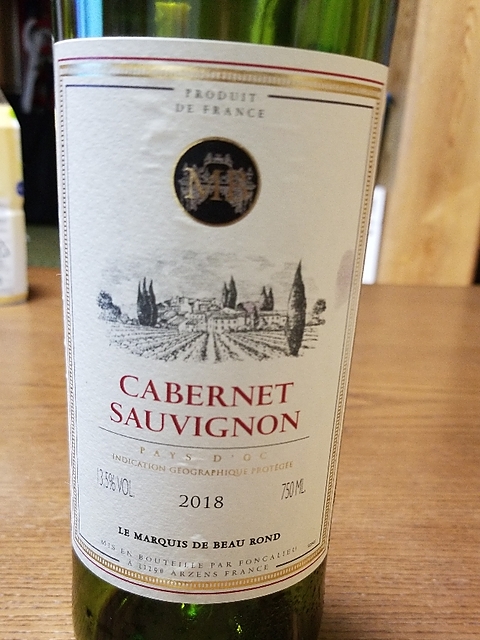 PRODUIT
DE FRANCE
CABERNET
SAUVIGNON
PAYS D'OC
INDICATION GÉOGRAPHIQUE PROTÉGÉE
13.5% VOL.
2018
750 ML
LE MARQUIS DE BEAU ROND
MIS EN BOUTEILLE PAR FONCALIEU
À 11290 ARZENS FRANCE